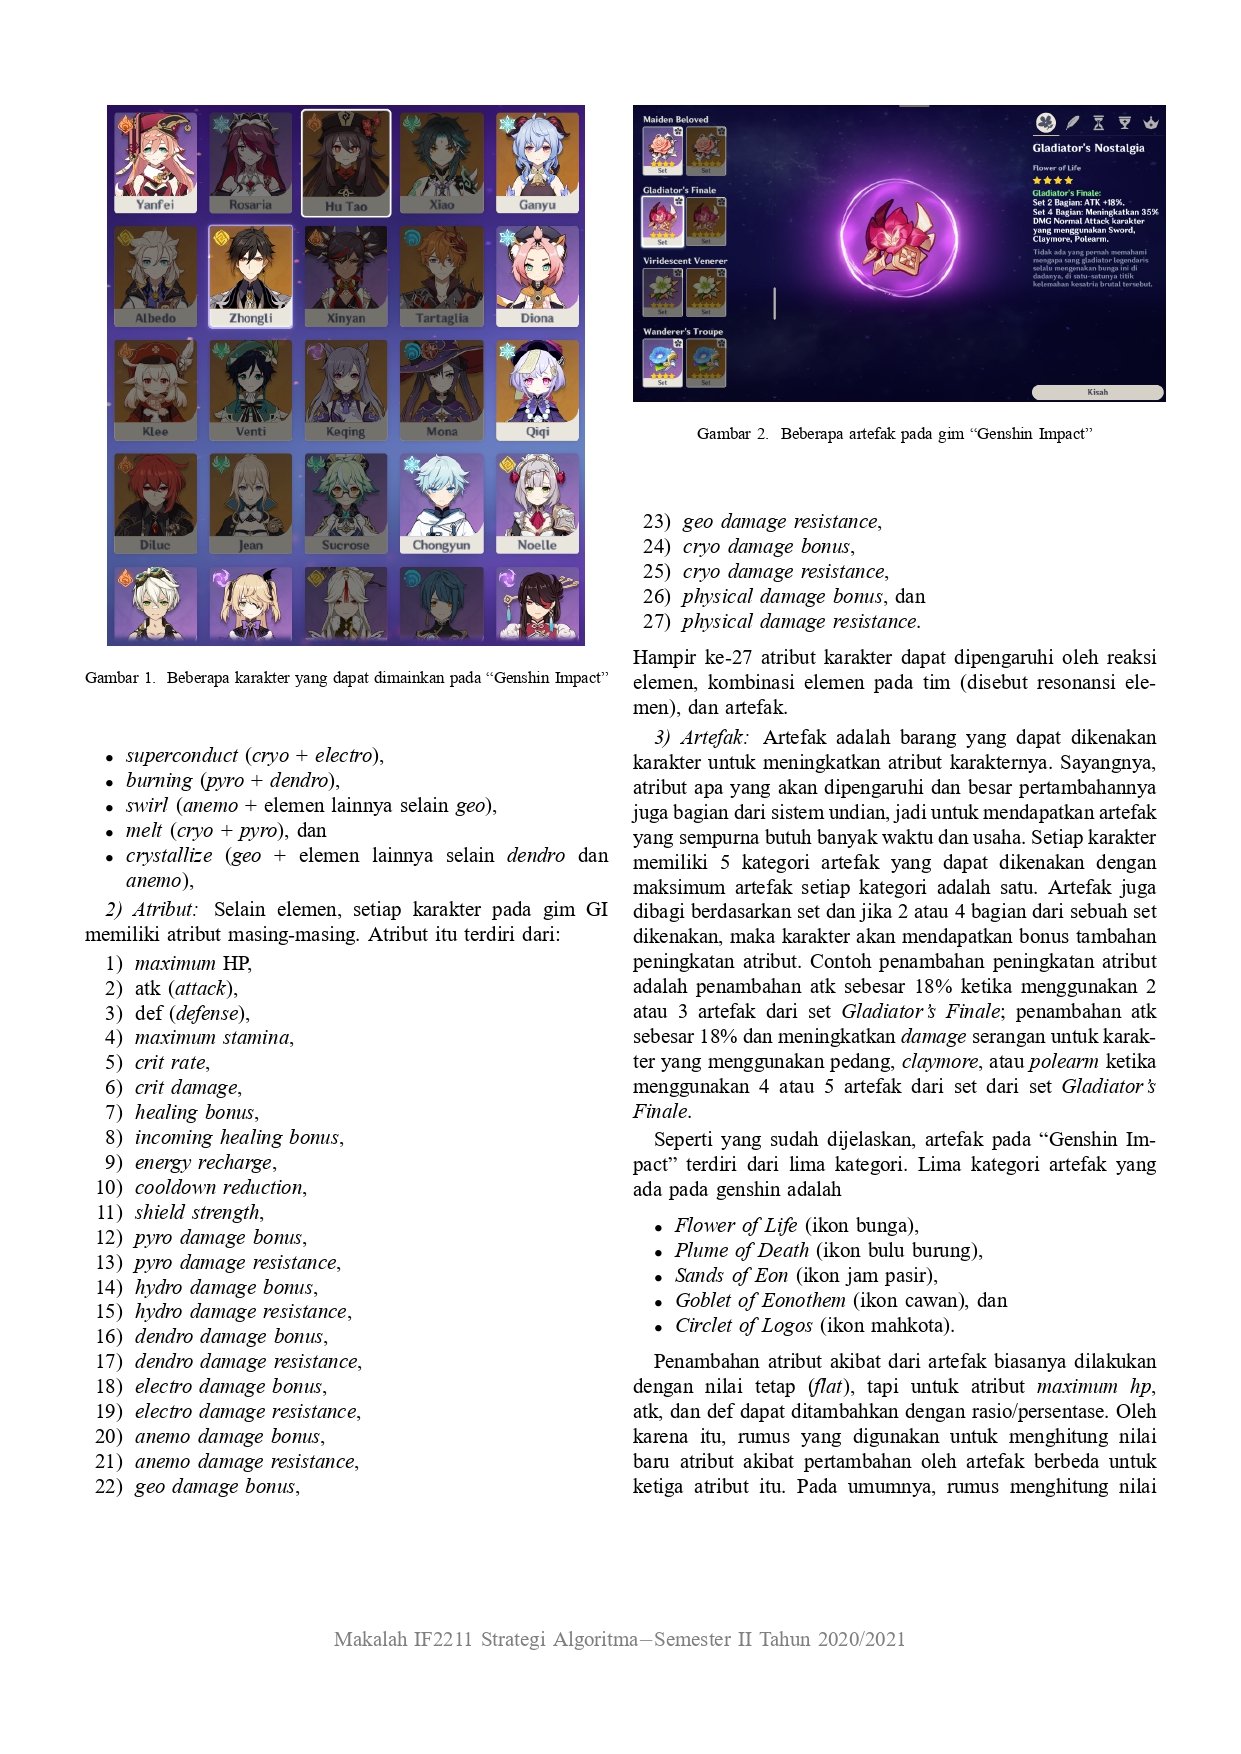 Yanfei
Rosaria
Hu Tao
Xiao
Ganyu
Albedo
Zhongli
Xinyan
Tartaglia
Diona
Klee
Venti
Keqing
Mona
Qiqi
Diluc
Jean
Sucrose
Chongyun
Noelle
Gambar 1. Beberapa karakter yang dapat dimainkan pada “Genshin Impact”
• superconduct (cryo + electro),
• burning (pyro + dendro),
• swirl (anemo + elemen lainnya selain geo),
• melt (cryo + pyro), dan
• crystallize (geo + elemen lainnya selain dendro dan
anemo),
2) Atribut: Selain elemen, setiap karakter pada gim GI
memiliki atribut masing-masing. Atribut itu terdiri dari:
1) maximum HP,
2) atk (attack),
3) def (defense),
4) maximum stamina,
5) crit rate,
6) crit damage,
7) healing bonus,
8) incoming healing bonus,
9) energy recharge,
10) cooldown reduction,
11) shield strength,
12) pyro damage bonus,
13) pyro damage resistance,
14) hydro damage bonus,
15) hydro damage resistance,
16) dendro damage bonus,
17) dendro damage resistance,
18) electro damage bonus,
19) electro damage resistance,
20) anemo damage bonus,
21) anemo damage resistance,
22) geo damage bonus,
Maiden Beloved
Set
Set
Gladiator's Finale
Set
Set
Viridescent Venerer
Set
Set
Wanderer's Troupe
Set
Set
Gladiator's Nostalgia
Flower of Life
Gladiator's Finale:
Set 2 Bagian: ATK +18%.
Set 4 Bagian: Meningkatkan 35%
DMG Normal Attack karakter
yang menggunakan Sword,
Claymore, Polearm.
Tidak ada yang pernah memahami
mengapa sang gladiator legendaris
selalu mengenakan bunga ini di
dadanya, di satu-satunya titik
kelemahan kesatria brutal tersebut.
Kisah
Gambar 2. Beberapa artefak pada gim “Genshin Impact”
23) geo damage resistance,
24) cryo damage bonus,
25) cryo damage resistance,
26) physical damage bonus, dan
27) physical damage resistance.
Hampir ke-27 atribut karakter dapat dipengaruhi oleh reaksi
elemen, kombinasi elemen pada tim (disebut resonansi ele-
men), dan artefak.
3) Artefak: Artefak adalah barang yang dapat dikenakan
karakter untuk meningkatkan atribut karakternya. Sayangnya,
atribut apa yang akan dipengaruhi dan besar pertambahannya
juga bagian dari sistem undian, jadi untuk mendapatkan artefak
yang sempurna butuh banyak waktu dan usaha. Setiap karakter
memiliki 5 kategori artefak yang dapat dikenakan dengan
maksimum artefak setiap kategori adalah satu. Artefak juga
dibagi berdasarkan set dan jika 2 atau 4 bagian dari sebuah set
dikenakan, maka karakter akan mendapatkan bonus tambahan
peningkatan atribut. Contoh penambahan peningkatan atribut
adalah penambahan atk sebesar 18% ketika menggunakan 2
atau 3 artefak dari set Gladiator’s Finale; penambahan atk
sebesar 18% dan meningkatkan damage serangan untuk karak-
ter yang menggunakan pedang, claymore, atau polearm ketika
menggunakan 4 atau 5 artefak dari set dari set Gladiator’s
Finale.
Seperti yang sudah dijelaskan, artefak pada “Genshin Im-
pact” terdiri dari lima kategori. Lima kategori artefak yang
ada pada genshin adalah
• Flower of Life (ikon bunga),
• Plume of Death (ikon bulu burung),
• Sands of Eon (ikon jam pasir),
• Goblet of Eonothem (ikon cawan), dan
• Circlet of Logos (ikon mahkota).
Penambahan atribut akibat dari artefak biasanya dilakukan
dengan nilai tetap (flat), tapi untuk atribut maximum hp,
atk, dan def dapat ditambahkan dengan rasio/persentase. Oleh
karena itu, rumus yang digunakan untuk menghitung nilai
baru atribut akibat pertambahan oleh artefak berbeda untuk
ketiga atribut itu. Pada umumnya, rumus menghitung nilai
Makalah IF2211 Strategi Algoritma–Semester II Tahun 2020/2021